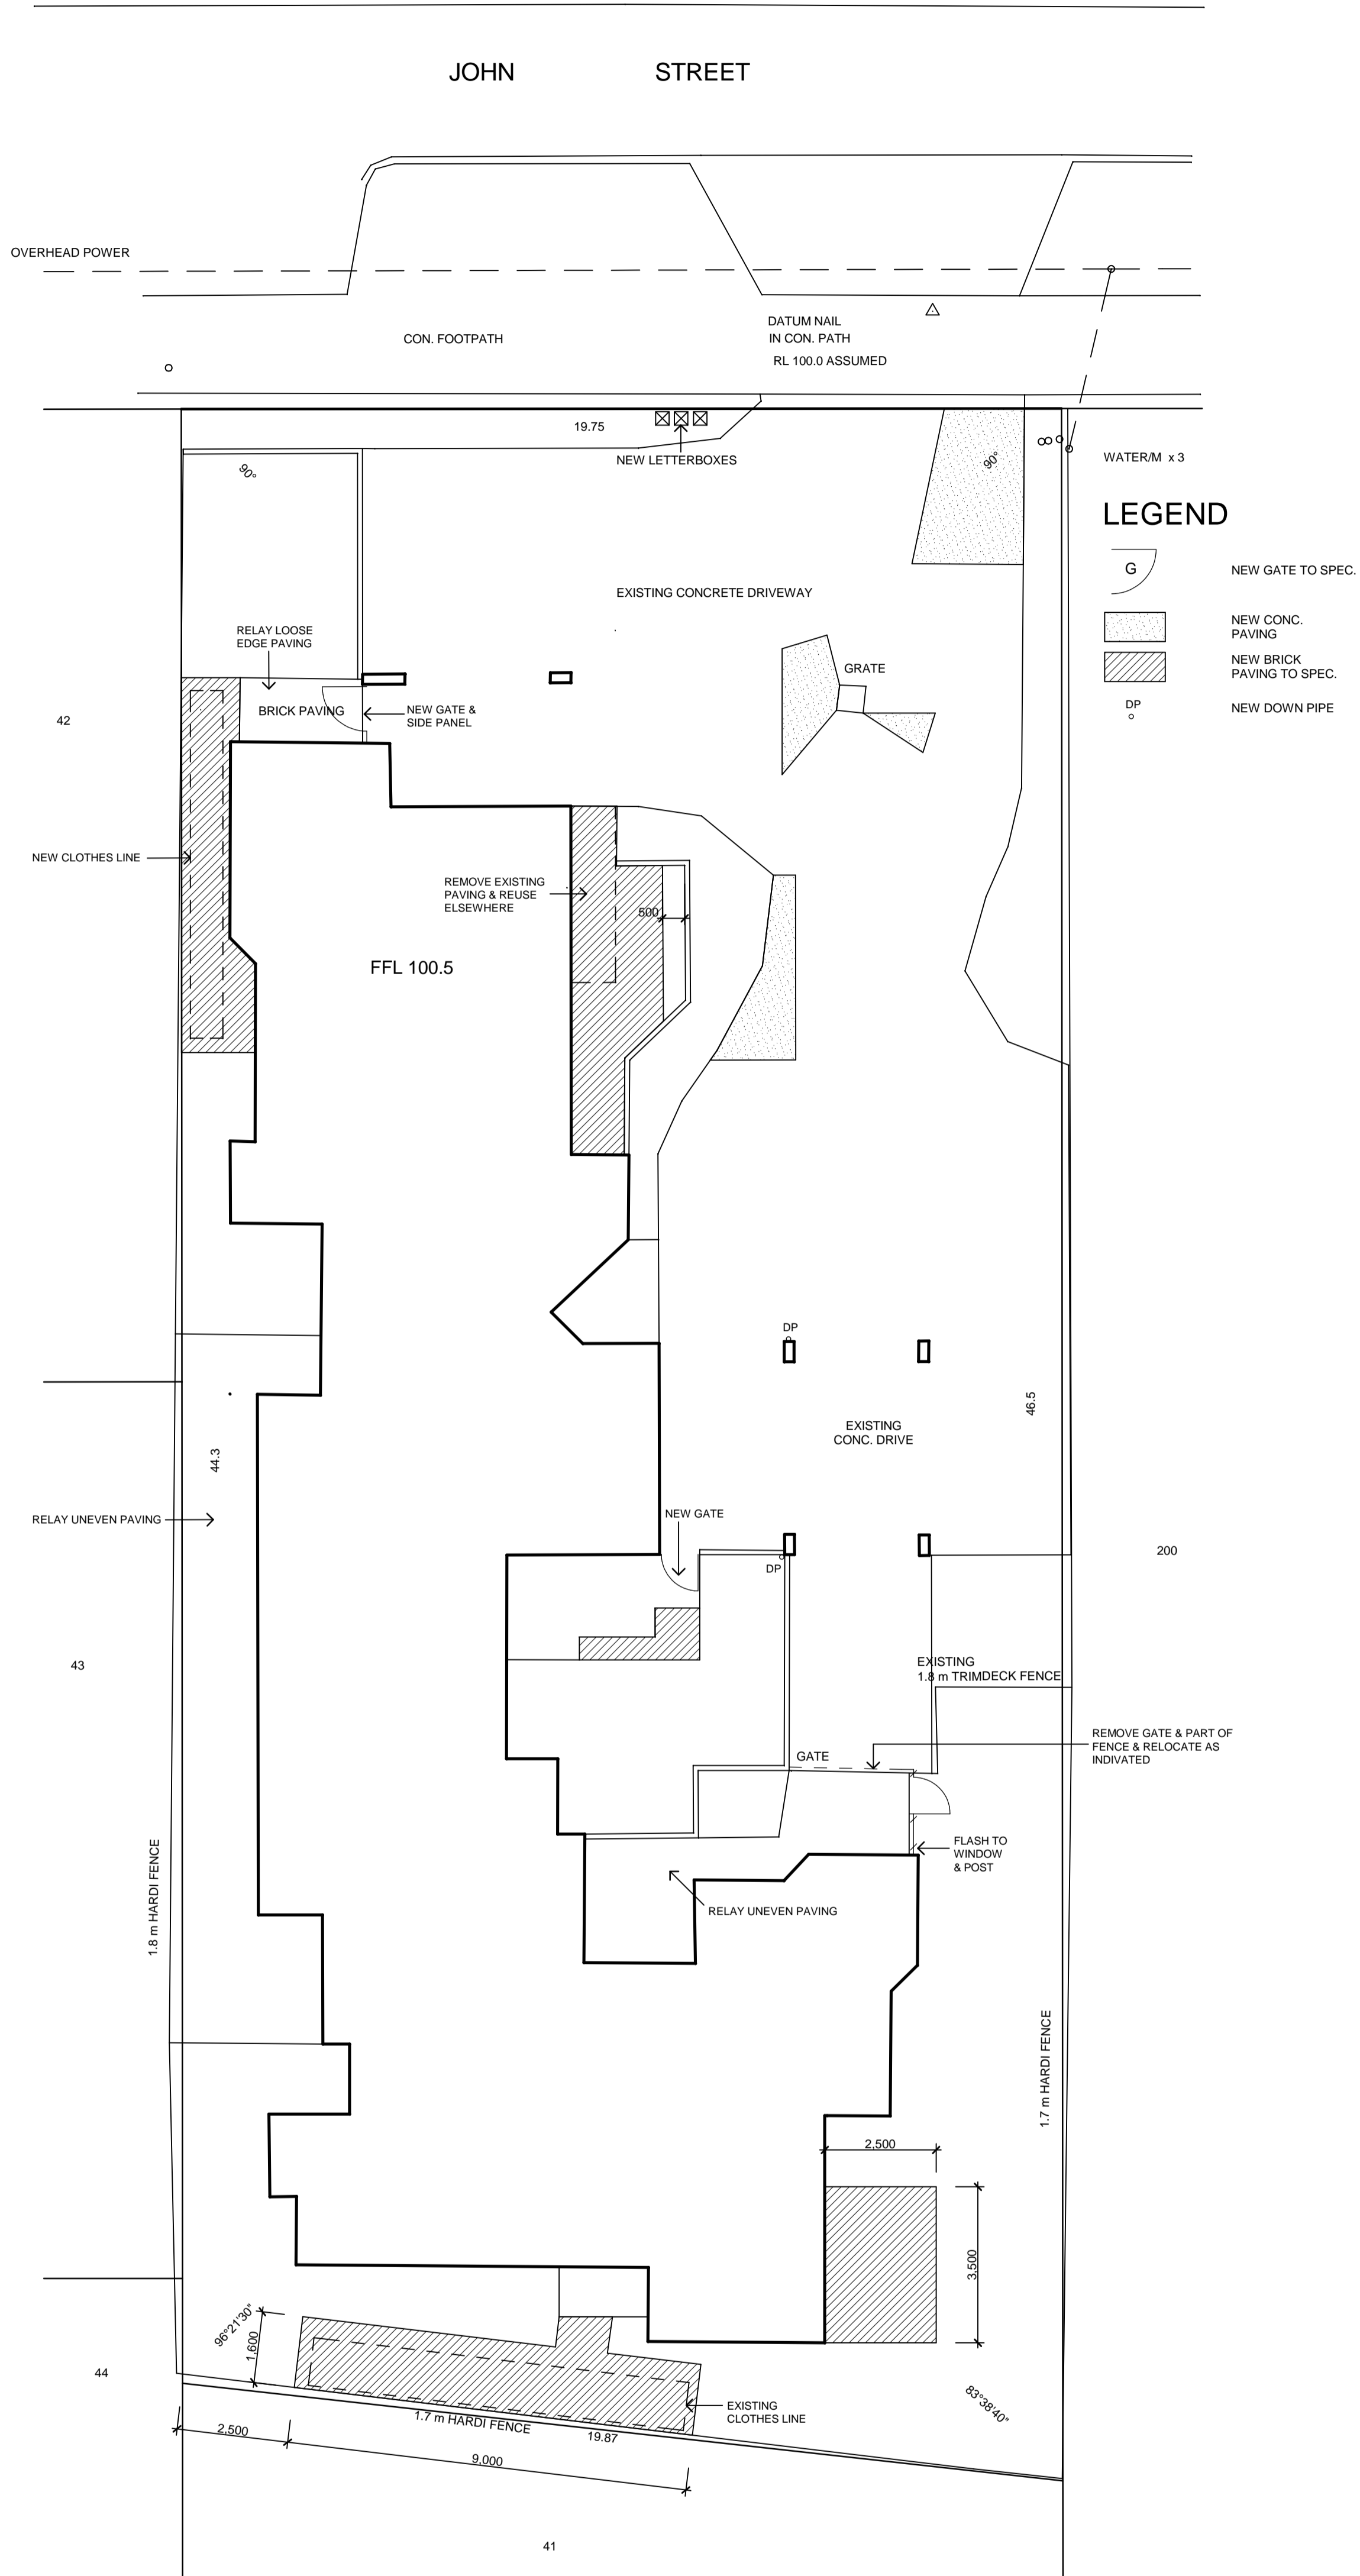 JOHN STREET
OVERHEAD POWER
CON. FOOTPATH
DATUM NAIL
IN CON. PATH
RL 100.0 ASSUMED
19.75
NEW LETTERBOXES
90°
90°
WATER/M x 3
LEGEND
G
NEW GATE TO SPEC.
NEW CONC.
PAVING
NEW BRICK
PAVING TO SPEC.
DP
NEW DOWN PIPE
EXISTING CONCRETE DRIVEWAY
RELAY LOOSE
EDGE PAVING
GRATE
BRICK PAVING
NEW GATE &
SIDE PANEL
42
NEW CLOTHES LINE
REMOVE EXISTING
PAVING & REUSE
ELSEWHERE
500
FFL 100.5
DP
46.5
EXISTING
CONC. DRIVE
44.3
RELAY UNEVEN PAVING
NEW GATE
200
DP
43
EXISTING
1.8 m TRIMDECK FENCE
REMOVE GATE & PART OF
FENCE & RELOCATE AS
INDIVATED
GATE
FLASH TO
WINDOW
& POST
RELAY UNEVEN PAVING
1.8 m HARDI FENCE
1.7 m HARDI FENCE
2,500
3,500
96°21'30"
1,600
44
83°38'40"
EXISTING
CLOTHES LINE
1.7 m HARDI FENCE
19.87
2,500
9,000
41